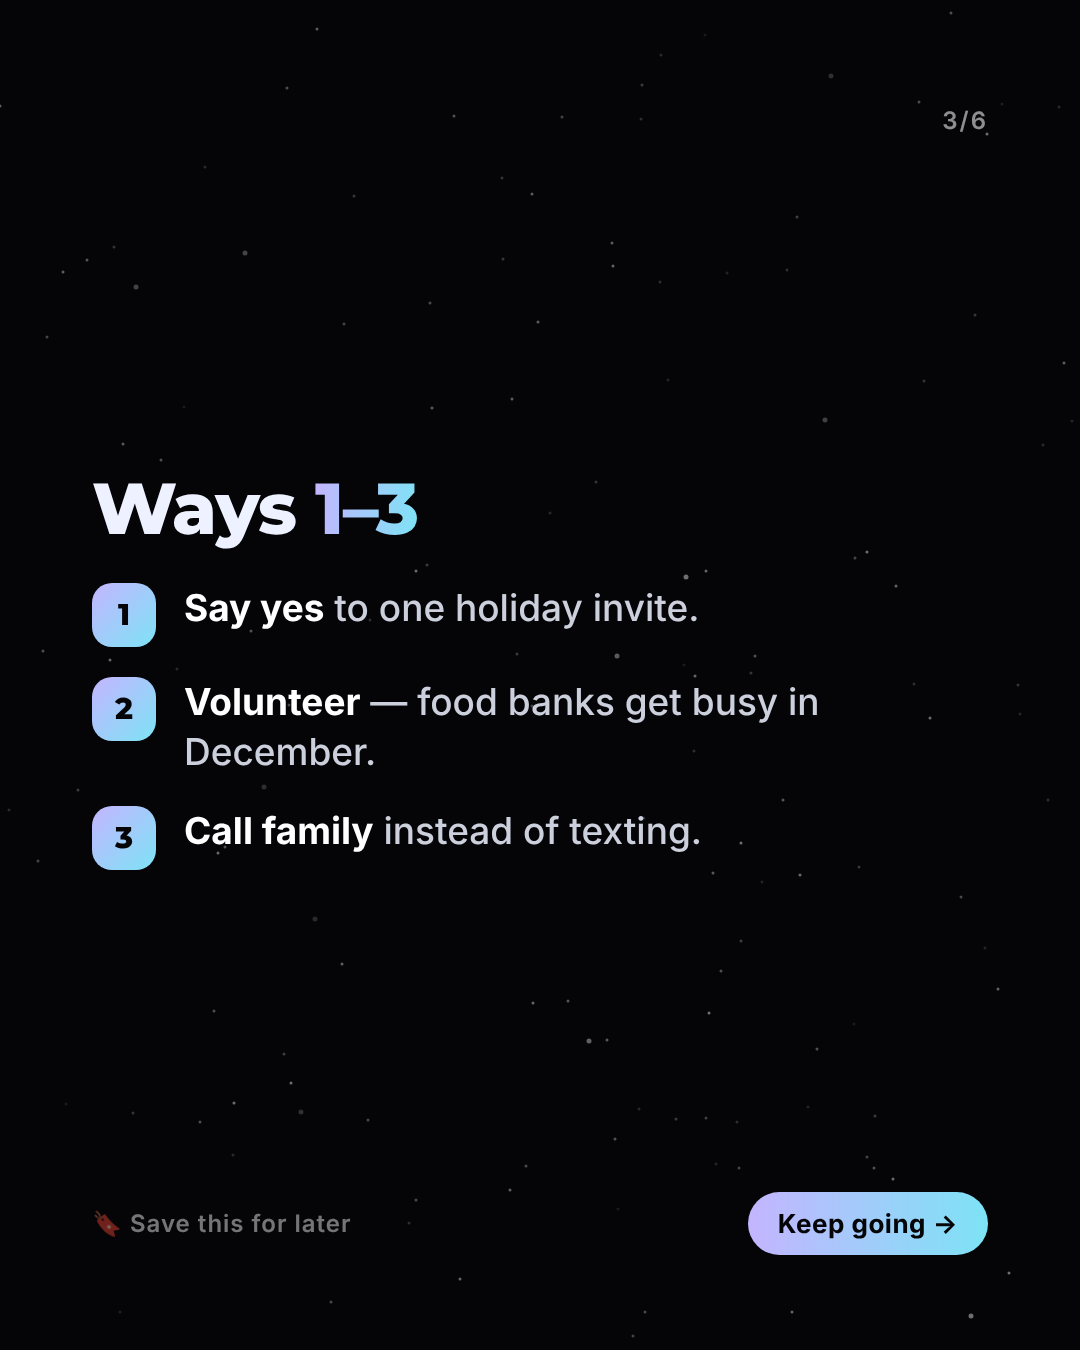 3/6
Ways 1–3
1 Say yes to one holiday invite.
2 Volunteer — food banks get busy in
December.
3 Call family instead of texting.
Save this for later
Keep going →